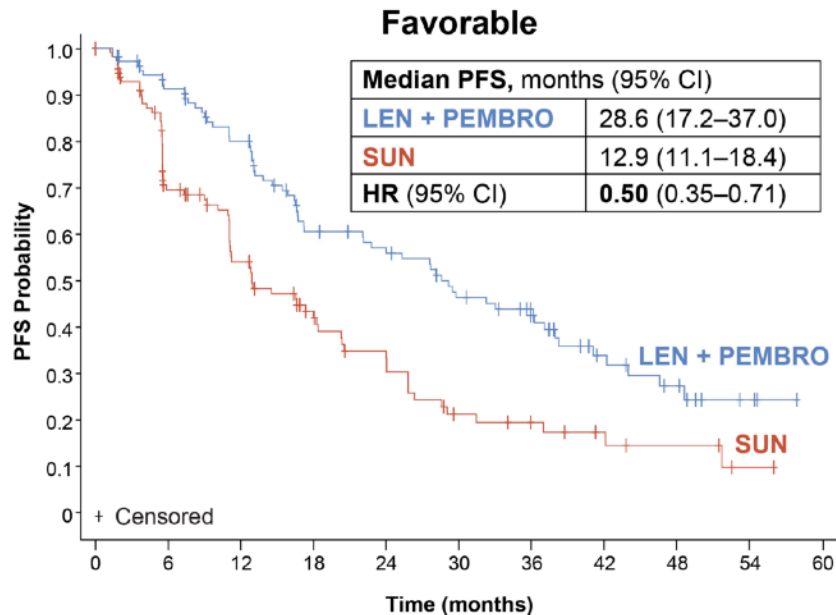 Favorable
Median PFS, months (95% CI)
LEN + PEMBRO 28.6 (17.2–37.0)
SUN 12.9 (11.1–18.4)
HR (95% CI) 0.50 (0.35–0.71)
PFS Probability
1.0
0.9
0.8
0.7
0.6
0.5
0.4
0.3
0.2
0.1
0
LEN + PEMBRO
SUN
+ Censored
0 6 12 18 24 30 36 42 48 54 60
Time (months)